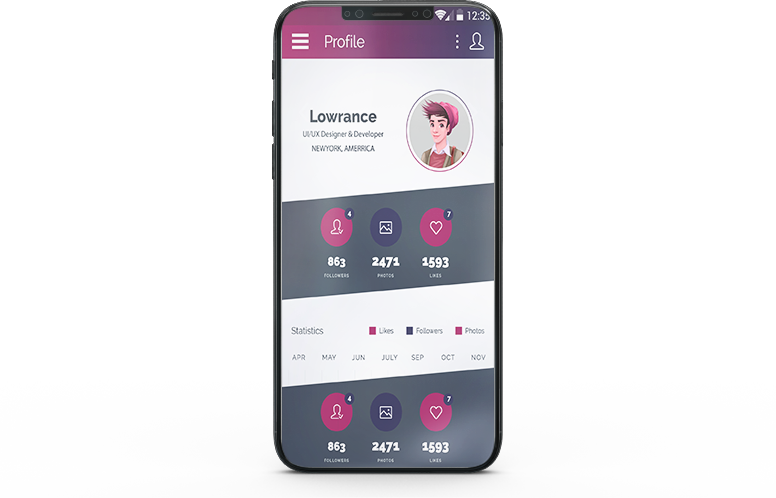 12:35
Profile
Lowrance
UI/UX Designer & Developer
NEWYORK, AMERRICA
4 7
863 2471 1593
FOLLOWERS PHOTOS LIKES
Statistics Likes Followers Photos
APR MAY JUN JULY SEP OCT NOV
4 7
863 2471 1593
FOLLOWERS PHOTOS LIKES